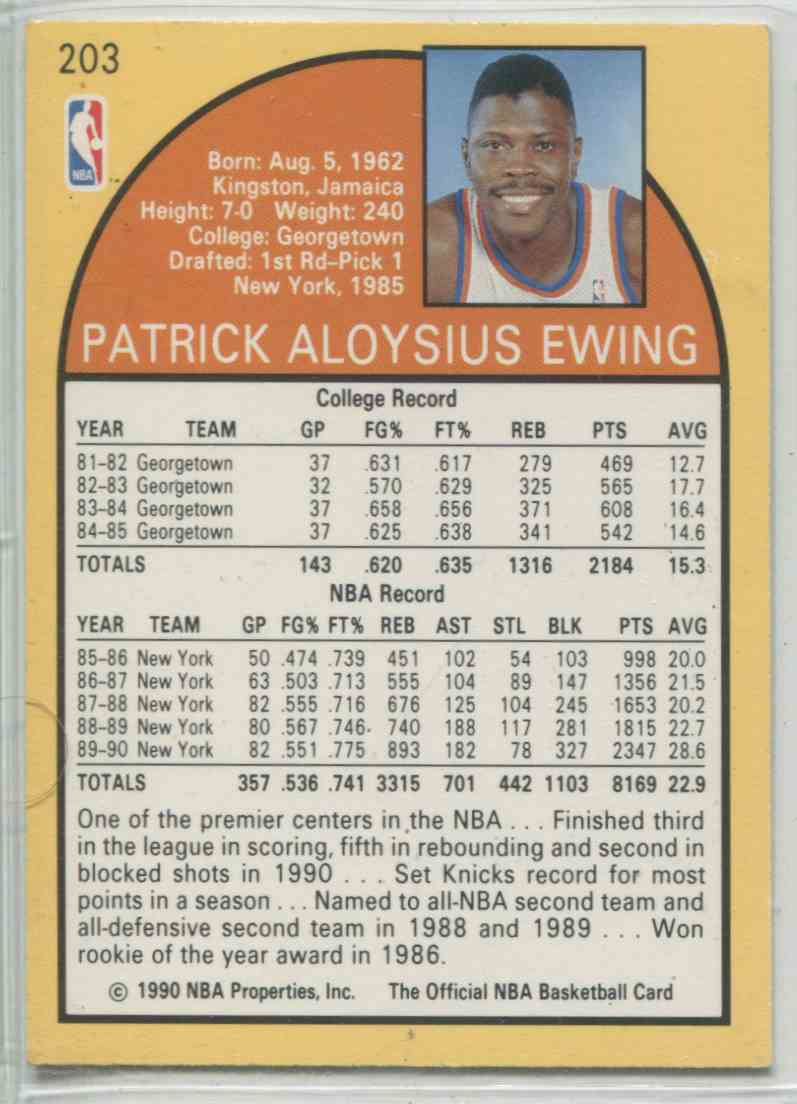 203
NBA
Born: Aug. 5, 1962
Kingston, Jamaica
Height: 7-0 Weight: 240
College: Georgetown
Drafted: 1st Rd-Pick 1
New York, 1985
PATRICK ALOYSIUS EWING
College Record
YEAR TEAM GP FG% FT% REB PTS AVG
81-82 Georgetown 37 .631 .617 279 469 12.7
82-83 Georgetown 32 .570 .629 325 565 17.7
83-84 Georgetown 37 .658 .656 371 608 16.4
84-85 Georgetown 37 .625 .638 341 542 14.6
TOTALS 143 .620 .635 1316 2184 15.3
NBA Record
YEAR TEAM GP FG% FT% REB AST STL BLK PTS AVG
85-86 New York 50 .474 .739 451 102 54 103 998 20.0
86-87 New York 63 .503 .713 555 104 89 147 1356 21.5
87-88 New York 82 .555 .716 676 125 104 245 1653 20.2
88-89 New York 80 .567 .746 740 188 117 281 1815 22.7
89-90 New York 82 .551 .775 893 182 78 327 2347 28.6
TOTALS 357 .536 .741 3315 701 442 1103 8169 22.9
One of the premier centers in the NBA . . . Finished third
in the league in scoring, fifth in rebounding and second in
blocked shots in 1990 . . . Set Knicks record for most
points in a season . . . Named to all-NBA second team and
all-defensive second team in 1988 and 1989 . . . Won
rookie of the year award in 1986.
© 1990 NBA Properties, Inc. The Official NBA Basketball Card